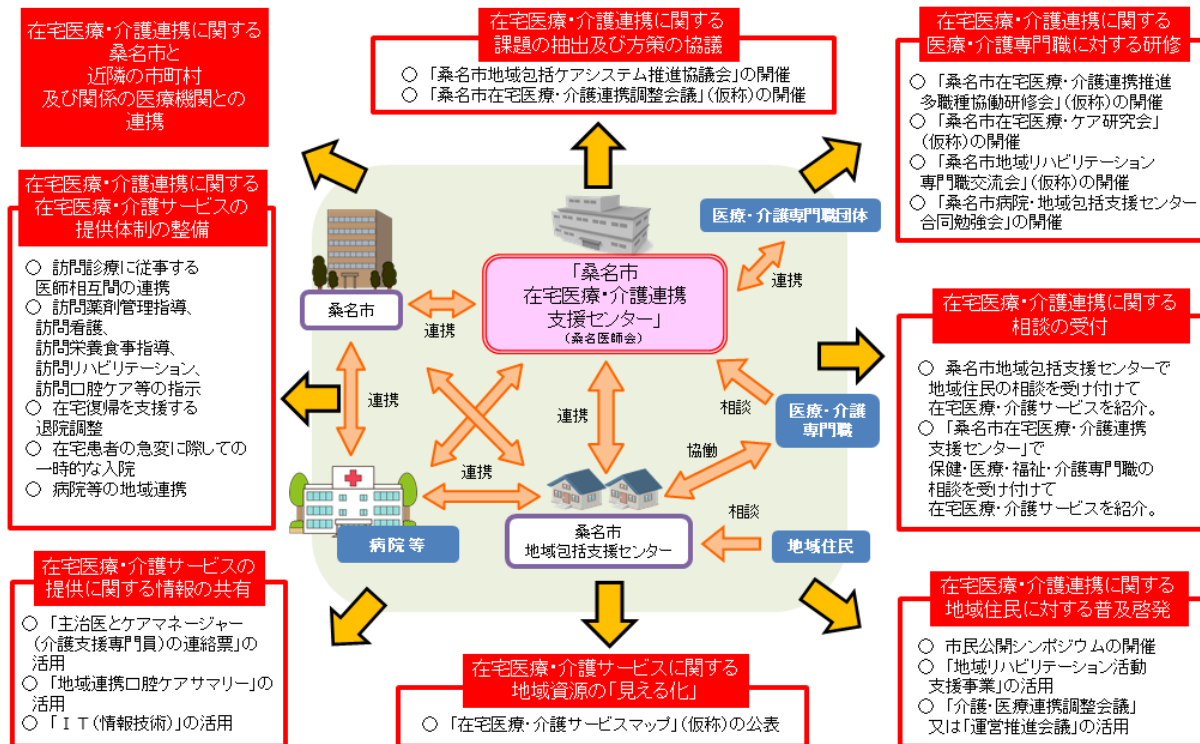 在宅医療・介護連携に関する
桑名市と
近隣の市町村
及び関係の医療機関との
連携
在宅医療・介護連携に関する
課題の抽出及び方策の協議
○ 「桑名市地域包括ケアシステム推進協議会」の開催
○ 「桑名市在宅医療・介護連携調整会議」(仮称)の開催
在宅医療・介護連携に関する
医療・介護専門職に対する研修
○ 「桑名市在宅医療・介護連携推進
多職種協働研修会」(仮称)の開催
○ 「桑名市在宅医療・ケア研究会」
(仮称)の開催
○ 「桑名市地域リハビリテーション
専門職交流会」(仮称)の開催
○ 「桑名市病院・地域包括支援センター
合同勉強会」の開催
在宅医療・介護連携に関する
在宅医療・介護サービスの
提供体制の整備
○ 訪問診療に従事する
医師相互間の連携
○ 訪問薬剤管理指導、
訪問看護、
訪問栄養食事指導、
訪問リハビリテーション、
訪問口腔ケア等の指示
○ 在宅復帰を支援する
退院調整
○ 在宅患者の急変に際しての
一時的な入院
○ 病院等の地域連携
桑名市
連携
「桑名市
在宅医療・介護連携
支援センター」
(桑名医師会)
医療・介護専門職団体
連携
連携
連携
連携
相談
医療・介護
専門職
協働
病院等
桑名市
地域包括支援センター
相談
地域住民
在宅医療・介護連携に関する
相談の受付
○ 桑名市地域包括支援センターで
地域住民の相談を受け付けて
在宅医療・介護サービスを紹介。
○ 「桑名市在宅医療・介護連携
支援センター」で
保健・医療・福祉・介護専門職の
相談を受け付けて
在宅医療・介護サービスを紹介。
在宅医療・介護サービスの
提供に関する情報の共有
○ 「主治医とケアマネージャー
(介護支援専門員)の連絡票」の
活用
○ 「地域連携口腔ケアサマリー」の
活用
○ 「IT(情報技術)」の活用
在宅医療・介護サービスに関する
地域資源の「見える化」
○ 「在宅医療・介護サービスマップ」(仮称)の公表
在宅医療・介護連携に関する
地域住民に対する普及啓発
○ 市民公開シンポジウムの開催
○ 「地域リハビリテーション活動
支援事業」の活用
○ 「介護・医療連携調整会議」
又は「運営推進会議」の活用